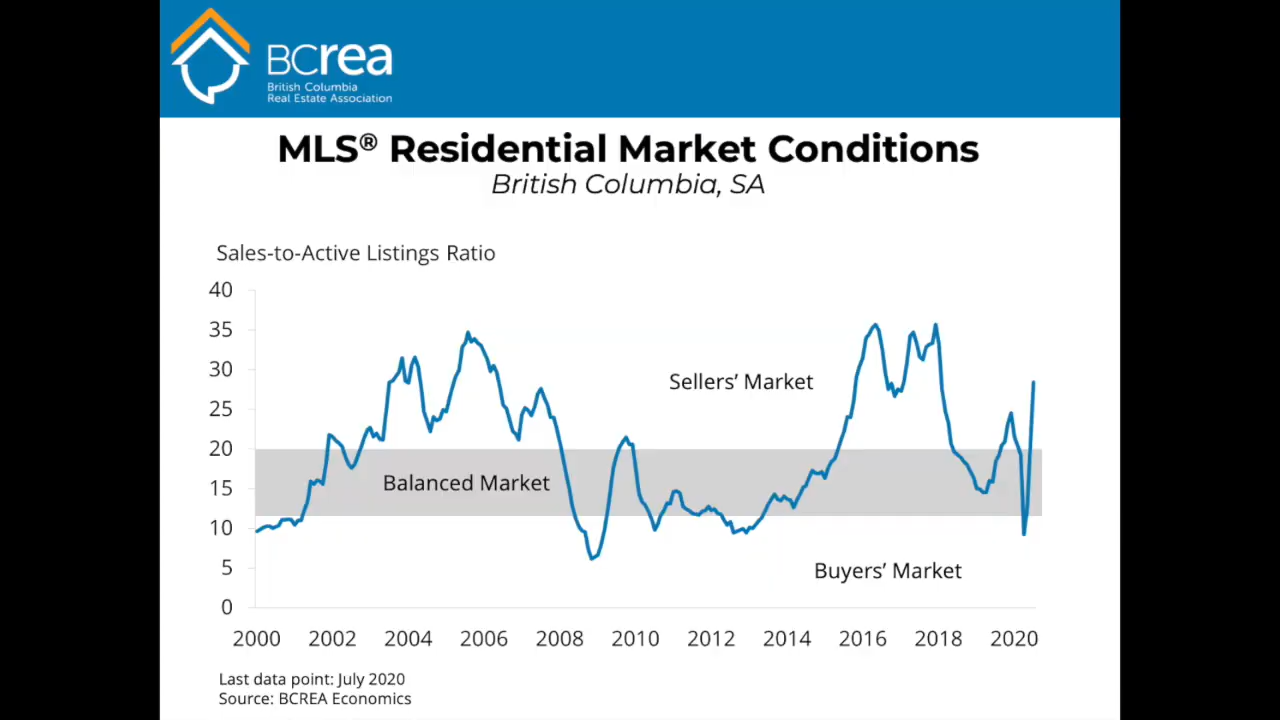 BCrea
British Columbia
Real Estate Association
MLS® Residential Market Conditions
British Columbia, SA
Sales-to-Active Listings Ratio
40
35
30
25
20
15
10
5
0
Sellers’ Market
Balanced Market
Buyers’ Market
2000 2002 2004 2006 2008 2010 2012 2014 2016 2018 2020
Last data point: July 2020
Source: BCREA Economics